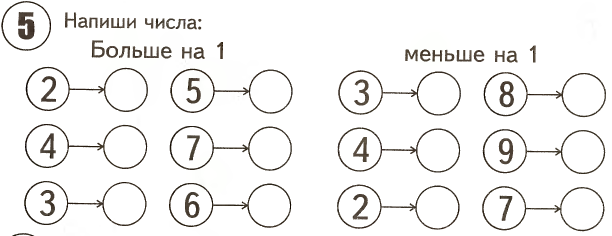 5 Напиши числа:
Больше на 1 меньше на 1
2 5 3 8
4 7 4 9
3 6 2 7